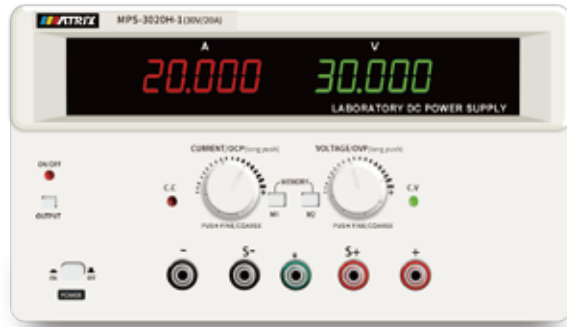 MATRIX MPS-3020H-1(30V/20A)
A V
20.000 30.000
LABORATORY DC POWER SUPPLY
CURRENT/OCP(long push) VOLTAGE/OVP(long push)
ON/OFF
C.C MEMORY C.V
M1 M2
OUTPUT
PUSH FINE/COARSE PUSH FINE/COARSE
- S- S+ +
ON OFF
POWER